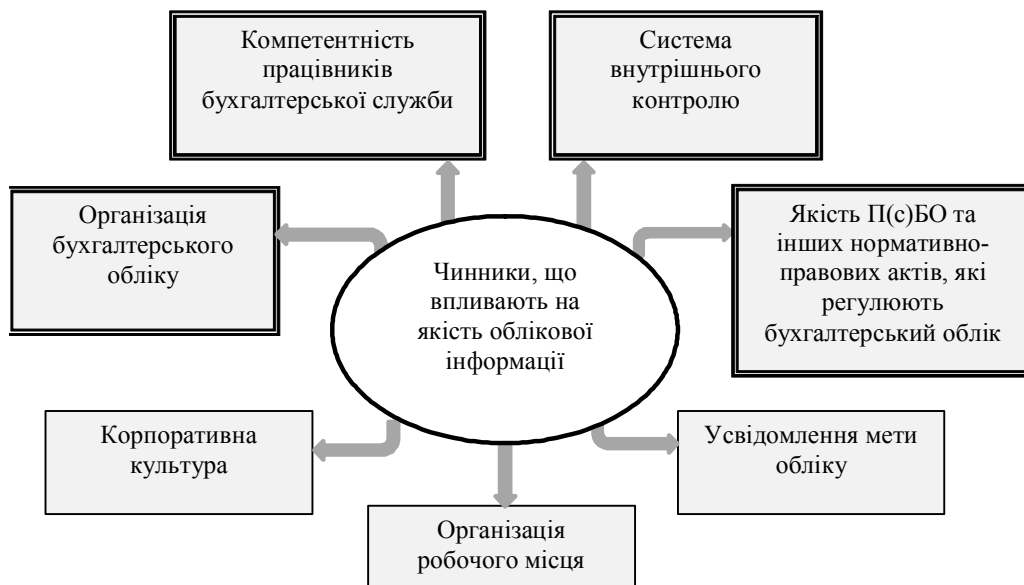 Компетентність
працівників
бухгалтерської служби
Система
внутрішнього
контролю
Організація
бухгалтерського
обліку
Чинники, що
впливають на
якість облікової
інформації
Якість П(с)БО та
інших нормативно-
правових актів, які
регулюють
бухгалтерський облік
Корпоративна
культура
Організація
робочого місця
Усвідомлення мети
обліку